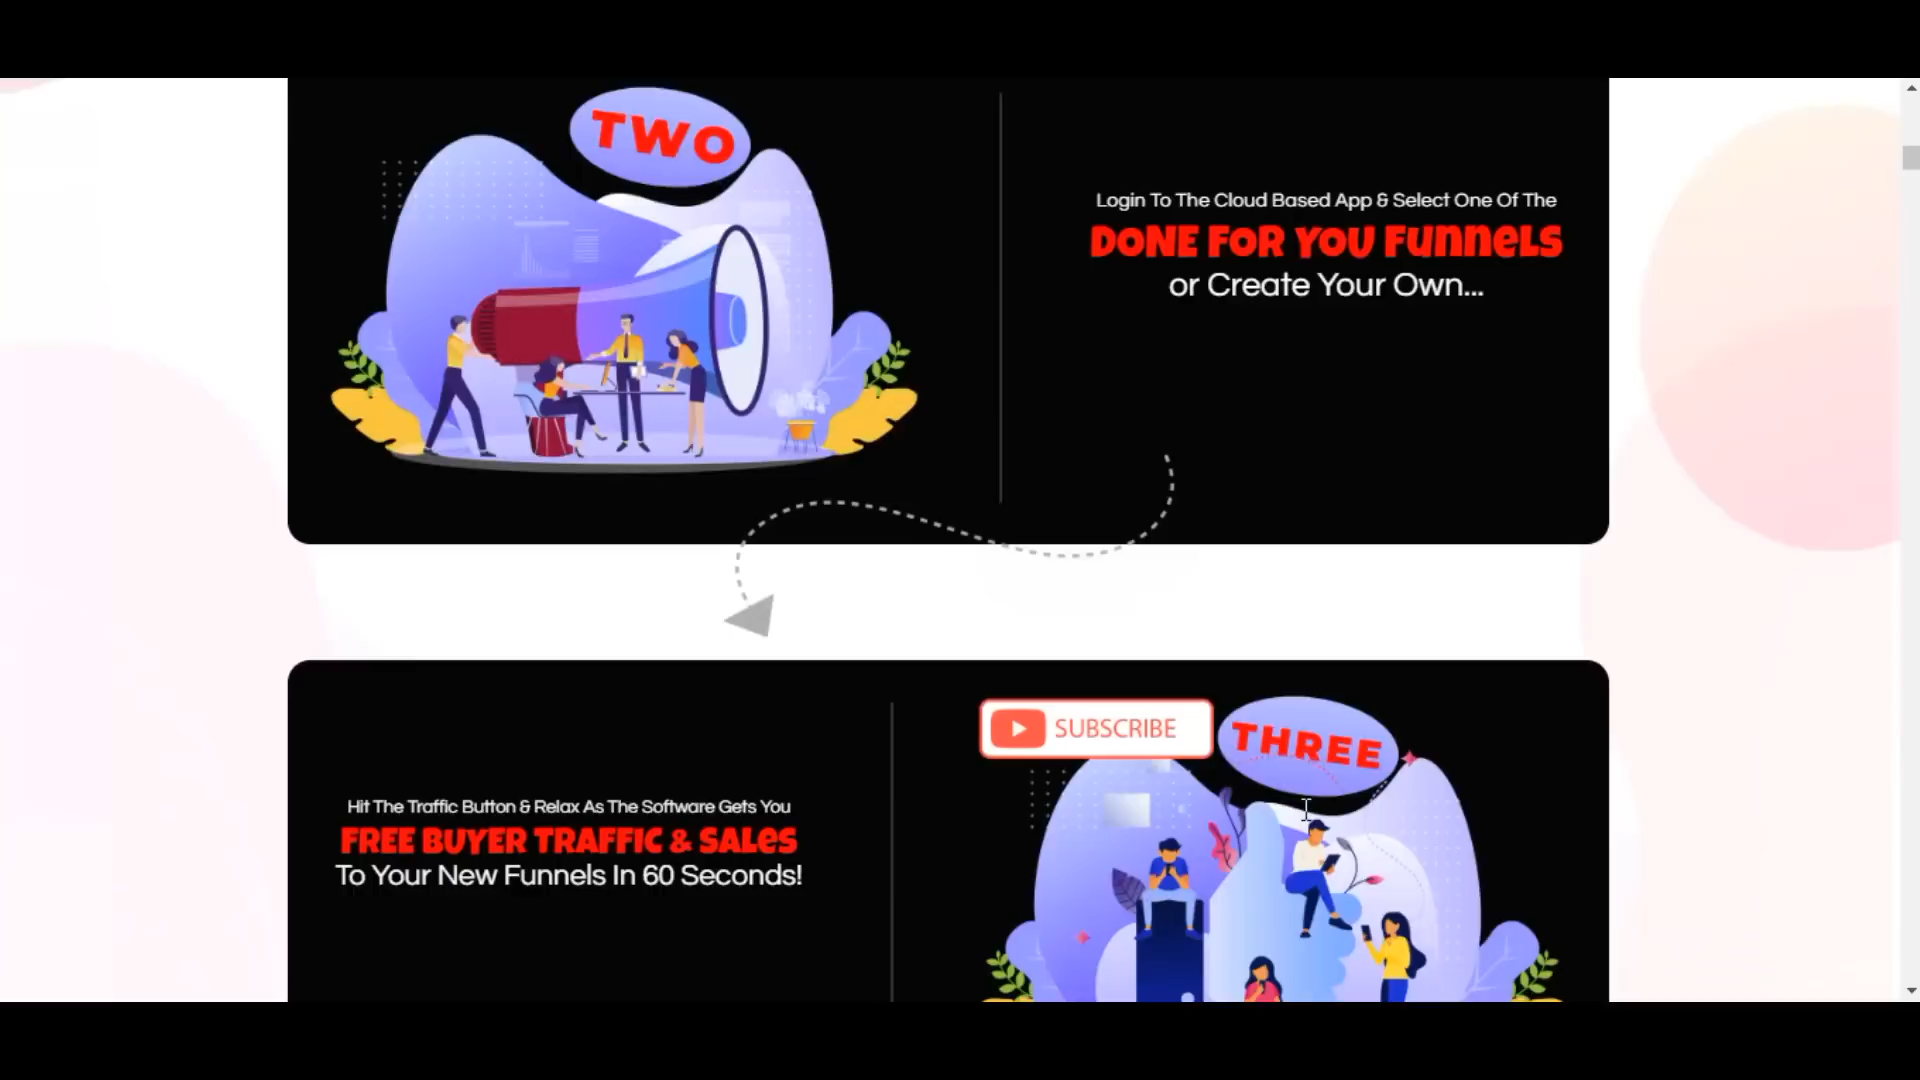 TWO
Login To The Cloud Based App & Select One Of The
DONE FOR YOU FUNNELS
or Create Your Own...
SUBSCRIBE
THREE
Hit The Traffic Button & Relax As The Software Gets You
FREE BUYER TRAFFIC & SALES
To Your New Funnels In 60 Seconds!